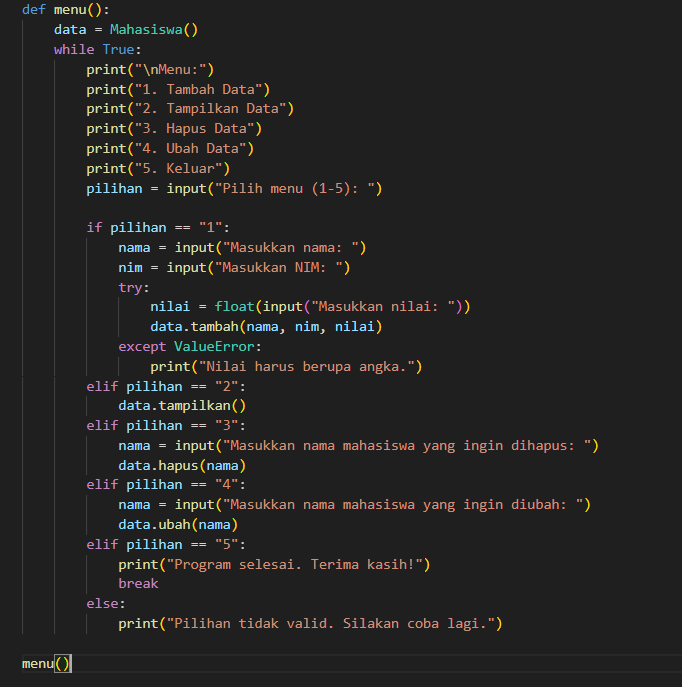 def menu():
    data = Mahasiswa()
    while True:
        print("\nMenu:")
        print("1. Tambah Data")
        print("2. Tampilkan Data")
        print("3. Hapus Data")
        print("4. Ubah Data")
        print("5. Keluar")
        pilihan = input("Pilih menu (1-5): ")

        if pilihan == "1":
            nama = input("Masukkan nama: ")
            nim = input("Masukkan NIM: ")
            try:
                nilai = float(input("Masukkan nilai: "))
                data.tambah(nama, nim, nilai)
            except ValueError:
                print("Nilai harus berupa angka.")
        elif pilihan == "2":
            data.tampilkan()
        elif pilihan == "3":
            nama = input("Masukkan nama mahasiswa yang ingin dihapus: ")
            data.hapus(nama)
        elif pilihan == "4":
            nama = input("Masukkan nama mahasiswa yang ingin diubah: ")
            data.ubah(nama)
        elif pilihan == "5":
            print("Program selesai. Terima kasih!")
            break
        else:
            print("Pilihan tidak valid. Silakan coba lagi.")

menu()